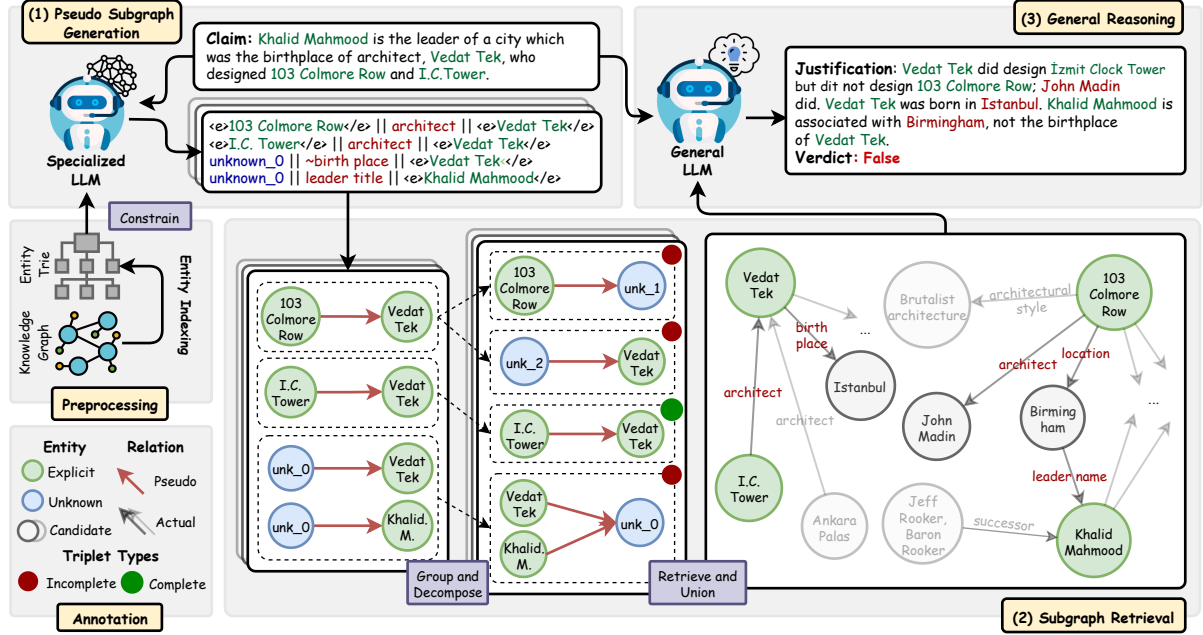 (1) Pseudo Subgraph
Generation
Claim: Khalid Mahmood is the leader of a city which
was the birthplace of architect, Vedat Tek, who
designed 103 Colmore Row and I.C.Tower.
Specialized
LLM
<e>103 Colmore Row</e> || architect || <e>Vedat Tek</e>
<e>I.C. Tower</e> || architect || <e>Vedat Tek</e>
unknown_0 || ~birth place || <e>Vedat Tek</e>
unknown_0 || leader title || <e>Khalid Mahmood</e>
(3) General Reasoning
General
LLM
Justification: Vedat Tek did design İzmit Clock Tower
but dit not design 103 Colmore Row; John Madin
did. Vedat Tek was born in Istanbul. Khalid Mahmood is
associated with Birmingham, not the birthplace
of Vedat Tek.
Verdict: False
Constrain
Entity
Trie
Entity Indexing
Knowledge
Graph
Preprocessing
Entity
Relation
Explicit
Unknown
Candidate
Pseudo
Actual
Triplet Types
Incomplete
Complete
Annotation
103
Colmore
Row
Vedat
Tek
I.C.
Tower
Vedat
Tek
unk_0
Vedat
Tek
unk_0
Khalid.
M.
Group and
Decompose
103
Colmore
Row
unk_1
unk_2
Vedat
Tek
I.C.
Tower
Vedat
Tek
Vedat
Tek
Khalid.
M.
unk_0
Retrieve and
Union
Vedat
Tek
...
birth
place
Istanbul
architect
architect
I.C.
Tower
Ankara
Palas
Brutalist
architecture
architectural
style
103
Colmore
Row
architect
location
John
Madin
Birming
ham
...
leader name
Jeff
Rooker,
Baron
Rooker
successor
Khalid
Mahmood
(2) Subgraph Retrieval